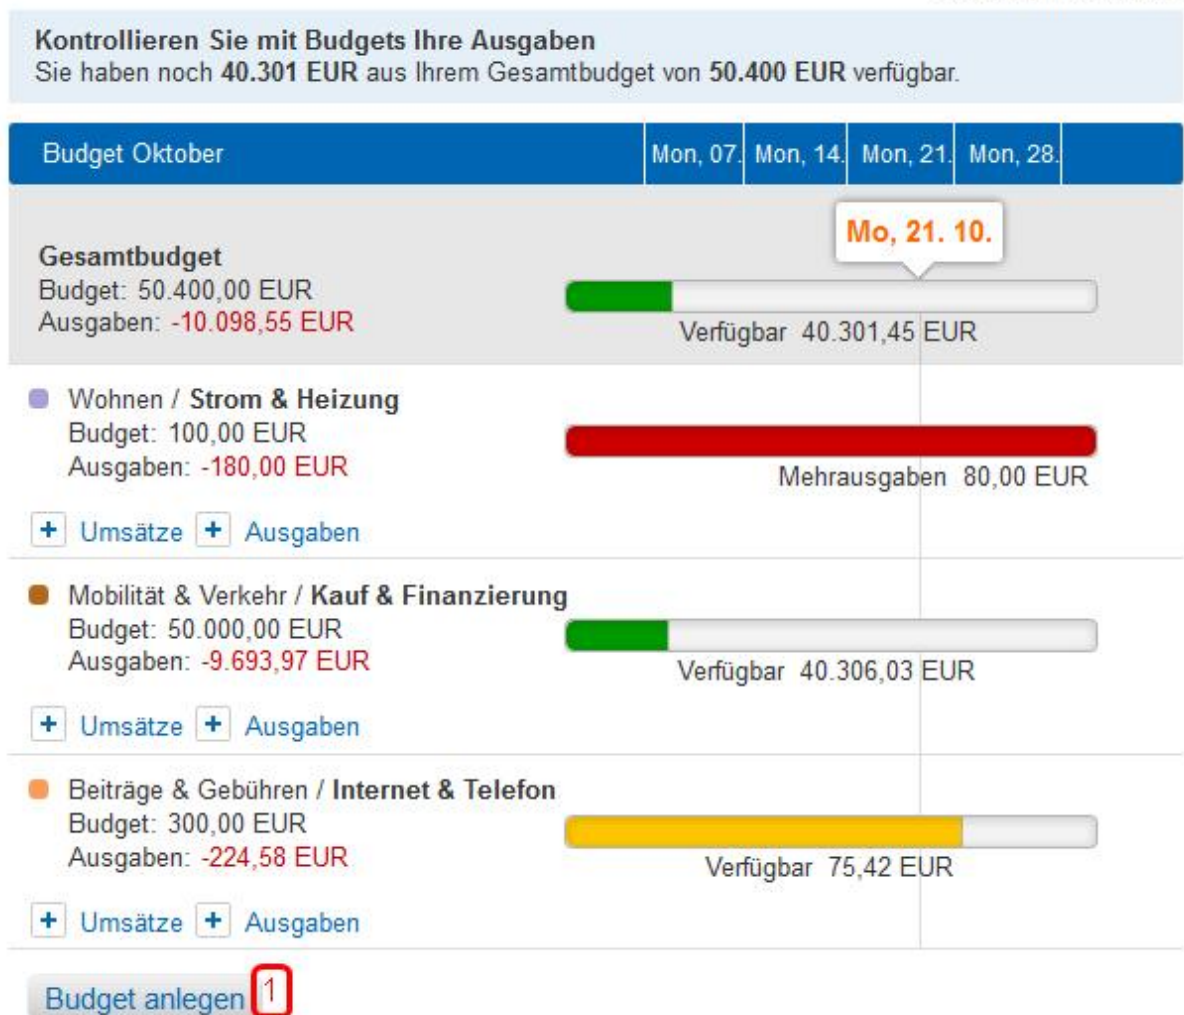 Kontrollieren Sie mit Budgets Ihre Ausgaben
Sie haben noch 40.301 EUR aus Ihrem Gesamtbudget von 50.400 EUR verfügbar.
Budget Oktober Mon, 07. Mon, 14. Mon, 21. Mon, 28.
Mo, 21. 10.
Gesamtbudget
Budget: 50.400,00 EUR
Ausgaben: -10.098,55 EUR
Verfügbar 40.301,45 EUR
Wohnen / Strom & Heizung
Budget: 100,00 EUR
Ausgaben: -180,00 EUR
Mehrausgaben 80,00 EUR
+ Umsätze + Ausgaben
Mobilität & Verkehr / Kauf & Finanzierung
Budget: 50.000,00 EUR
Ausgaben: -9.693,97 EUR
Verfügbar 40.306,03 EUR
+ Umsätze + Ausgaben
Beiträge & Gebühren / Internet & Telefon
Budget: 300,00 EUR
Ausgaben: -224,58 EUR
Verfügbar 75,42 EUR
+ Umsätze + Ausgaben
Budget anlegen 1